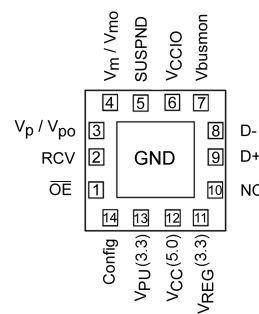 Vm / Vmo
SUSPND
VCCIO
Vbusmon
4 5 6 7
Vp / Vpo 3
RCV 2
OE 1
GND
8 D-
9 D+
10 NC
14 13 12 11
Config
VPU(3.3)
VCC(5.0)
VREG(3.3)